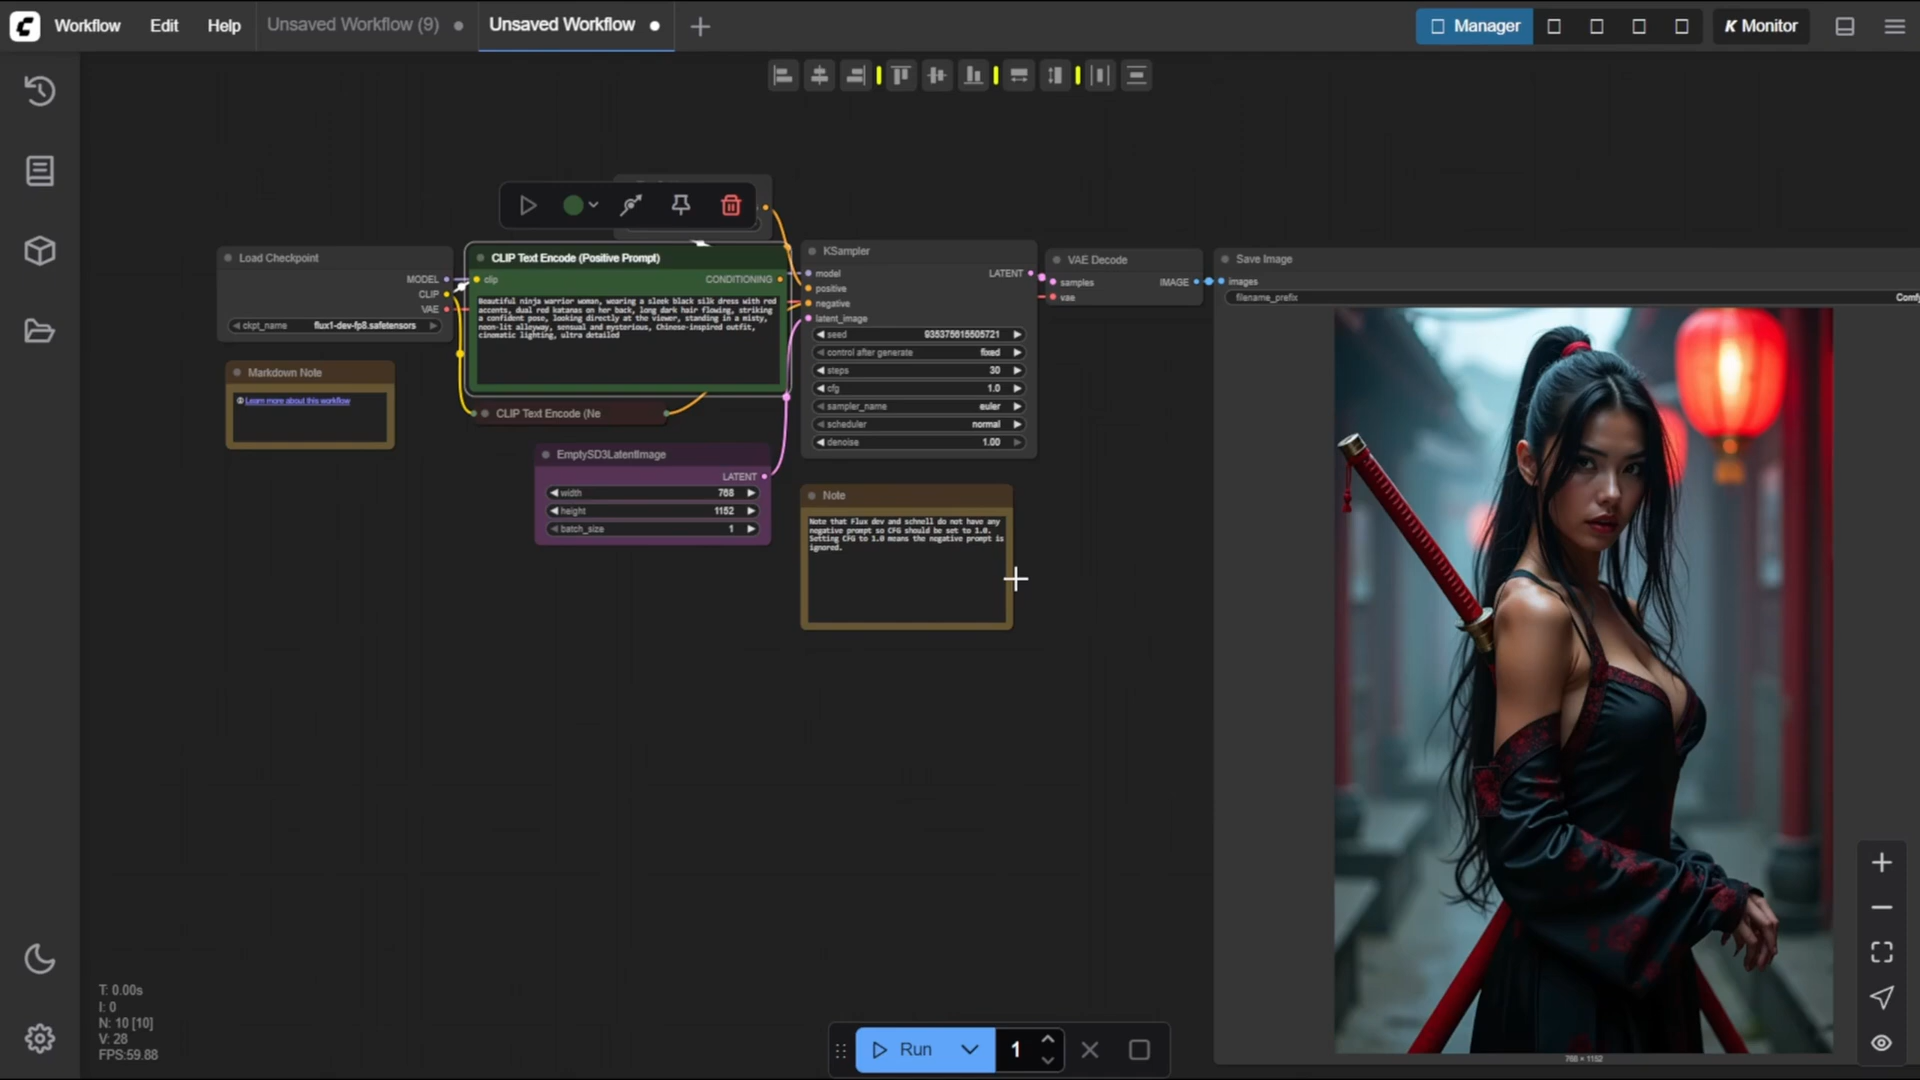 Workflow
Edit
Help
Unsaved Workflow (9)
Unsaved Workflow
Manager
K Monitor
Load Checkpoint
MODEL
CLIP
VAE
ckpt_name
flux1-dev-fp8.safetensors
Markdown Note
Learn more about this workflow
CLIP Text Encode (Positive Prompt)
clip
CONDITIONING
Beautiful ninja warrior woman, wearing a sleek black silk dress with red
accents, dual red katanas on her back, long dark hair flowing, striking
a confident pose, looking directly at the viewer, standing in a misty,
neon-lit alleyway, sensual and mysterious, Chinese-inspired outfit,
cinematic lighting, ultra detailed
CLIP Text Encode (Ne
EmptySD3LatentImage
LATENT
width 768
height 1152
batch_size 1
KSampler
model
LATENT
positive
negative
latent_image
seed 935375615505721
control after generate fixed
steps 30
cfg 1.0
sampler_name euler
scheduler normal
denoise 1.00
Note
Note that Flux dev and schnell do not have any
negative prompt so CFG should be set to 1.0.
Setting CFG to 1.0 means the negative prompt is
ignored.
VAE Decode
samples
IMAGE
vae
Save Image
images
filename_prefix
Comfy
768 × 1152
T: 0.00s
I: 0
N: 10 [10]
V: 28
FPS:59.88
Run
1